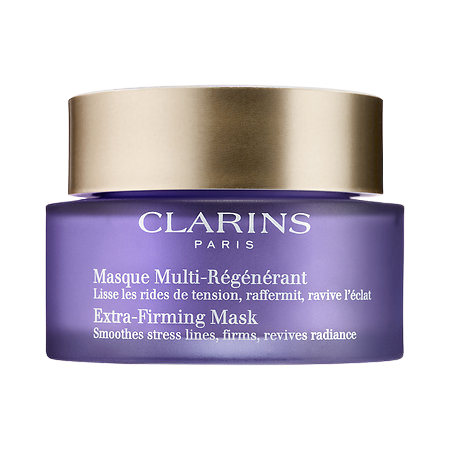 CLARINS
PARIS
Masque Multi-Régénérant
Lisse les rides de tension, raffermit, ravive l'éclat
Extra-Firming Mask
Smoothes stress lines, firms, revives radiance